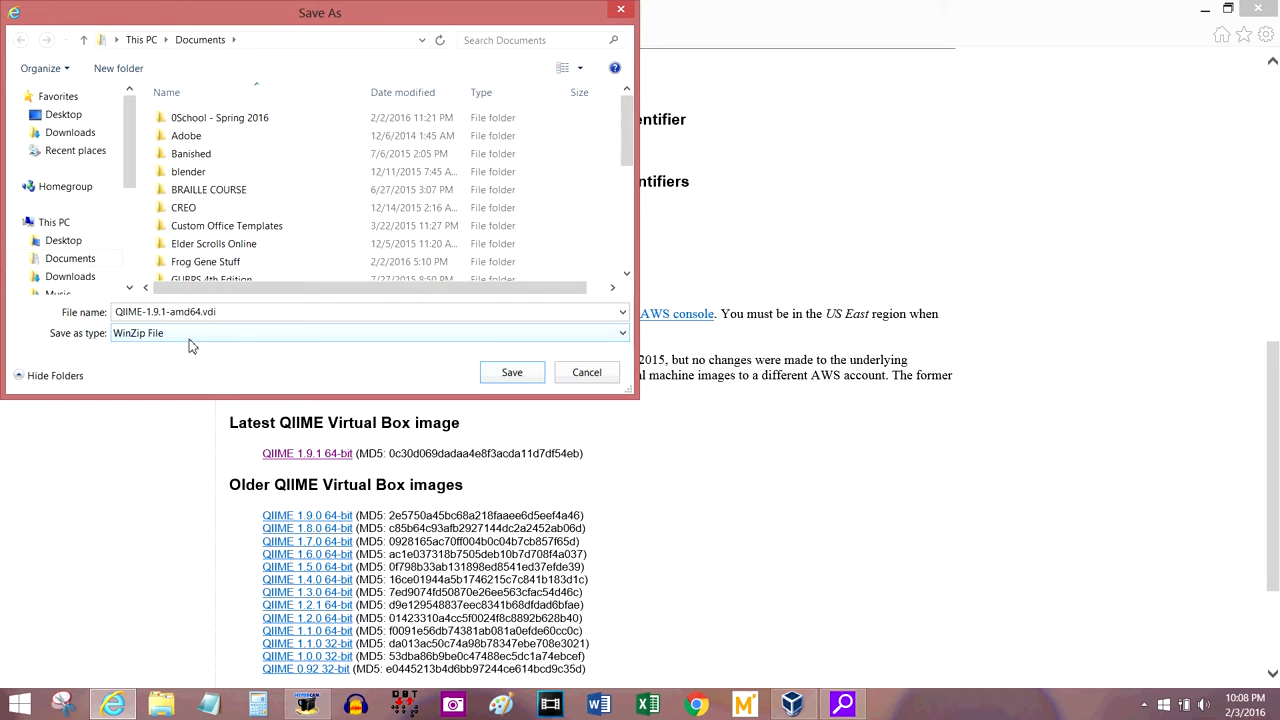 Save As
This PC
Documents
Search Documents
Organize
New folder
Name
Date modified
Type
Size
Favorites
Desktop
Downloads
Recent places
Homegroup
This PC
Desktop
Documents
Downloads
Music
0School - Spring 2016 2/2/2016 11:21 PM File folder
Adobe 12/6/2014 1:45 AM File folder
Banished 7/6/2015 2:05 PM File folder
blender 12/11/2015 7:45 A... File folder
BRAILLE COURSE 6/27/2015 3:07 PM File folder
CREO 12/14/2015 2:16 A... File folder
Custom Office Templates 3/22/2015 11:27 PM File folder
Elder Scrolls Online 12/5/2015 11:20 A... File folder
Frog Gene Stuff 2/2/2016 5:10 PM File folder
GURPS 4th Edition 7/27/2015 8:50 PM File folder
File name: QIIME-1.9.1-amd64.vdi
Save as type: WinZip File
Hide Folders
Save
Cancel
entifier
entifiers
AWS console. You must be in the US East region when
2015, but no changes were made to the underlying
l machine images to a different AWS account. The former
Latest QIIME Virtual Box image
QIIME 1.9.1 64-bit (MD5: 0c30d069dadaa4e8f3acda11d7df54eb)
Older QIIME Virtual Box images
QIIME 1.9.0 64-bit (MD5: 2e5750a45bc68a218faaee6d5eef4a46)
QIIME 1.8.0 64-bit (MD5: c85b64c93afb2927144dc2a2452ab06d)
QIIME 1.7.0 64-bit (MD5: 0928165ac70ff004b0c04b7cb857f65d)
QIIME 1.6.0 64-bit (MD5: ac1e037318b7505deb10b7d708f4a037)
QIIME 1.5.0 64-bit (MD5: 0f798b33ab131898ed8541ed37efde39)
QIIME 1.4.0 64-bit (MD5: 16ce01944a5b1746215c7c841b183d1c)
QIIME 1.3.0 64-bit (MD5: 7ed9074fd50870e26ee563cfac54d46c)
QIIME 1.2.1 64-bit (MD5: d9e129548837eec8341b68dfdad6bfae)
QIIME 1.2.0 64-bit (MD5: 01423310a4cc5f0024f8c8892b628b40)
QIIME 1.1.0 64-bit (MD5: f0091e56db74381ab081a0efde60cc0c)
QIIME 1.1.0 32-bit (MD5: da013ac50c74a98b78347ebe708e3021)
QIIME 1.0.0 32-bit (MD5: 53dba86b9be0c47488ec5dc1a74ebcef)
QIIME 0.92 32-bit (MD5: e0445213b4d6bb97244ce614bcd9c35d)
HYPERCAM
10:08 PM
2/3/2016